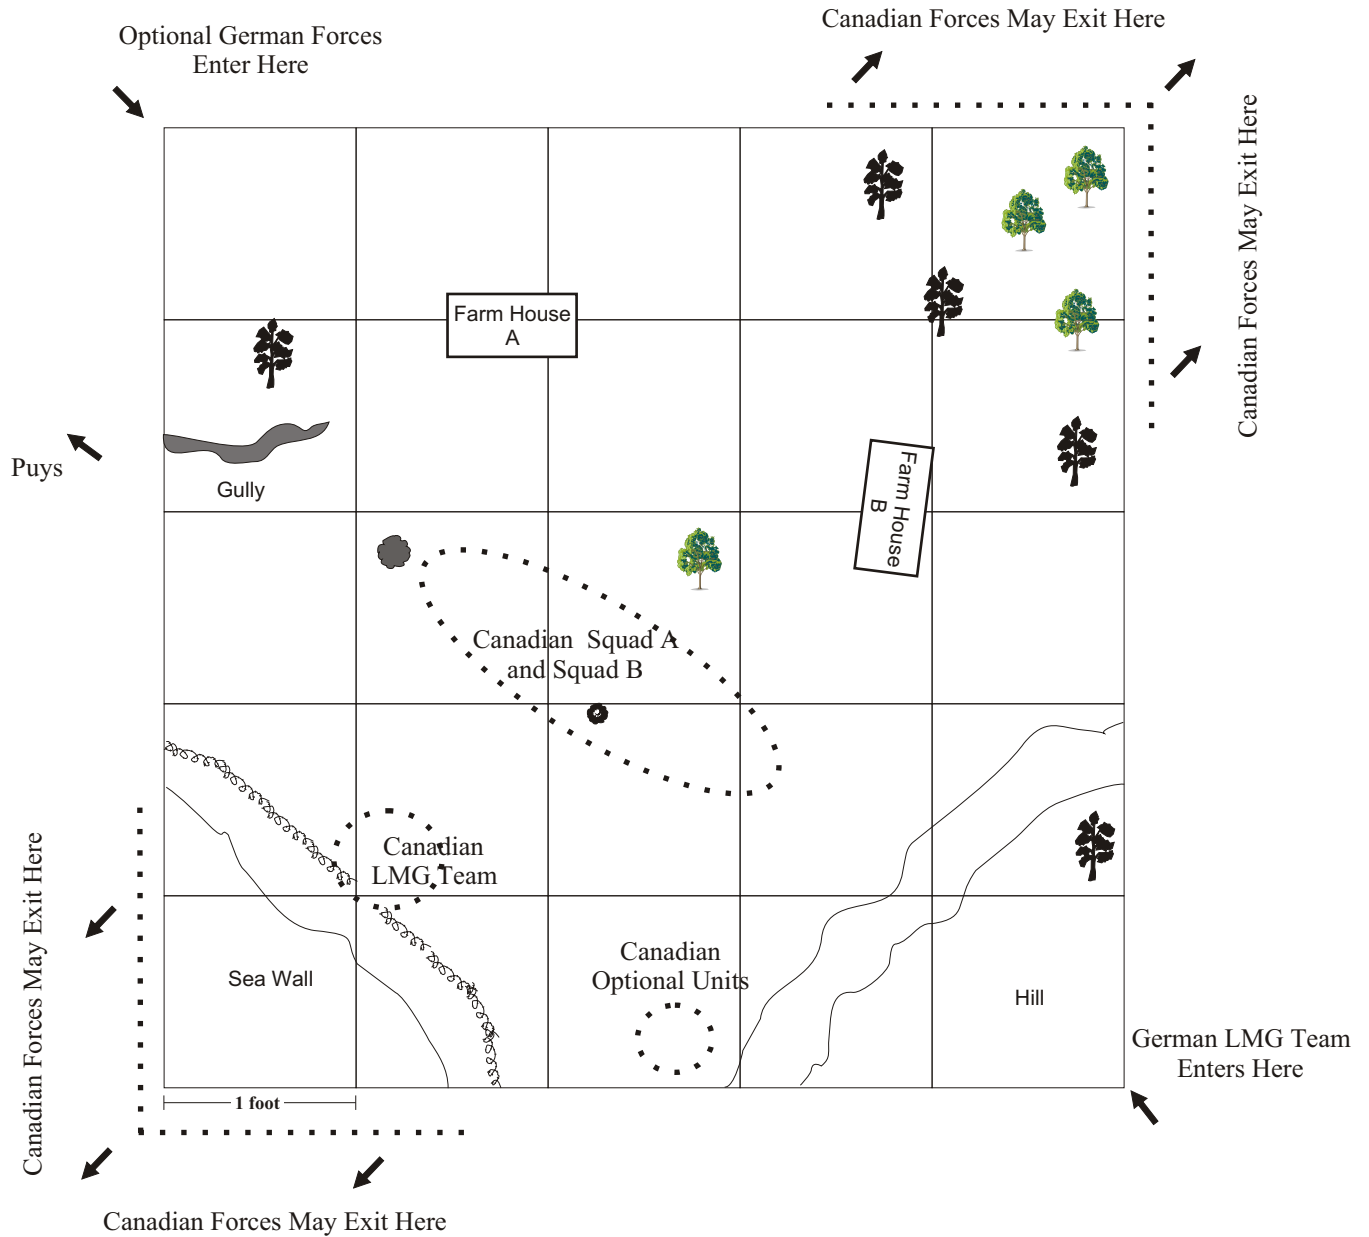 Canadian Forces May Exit Here
Optional German Forces
Enter Here
Canadian Forces May Exit Here
Farm House
A
Puys
Gully
Farm House
B
Canadian Squad A
and Squad B
Canadian
LMG Team
Canadian Forces May Exit Here
Canadian
Optional Units
Sea Wall
Hill
German LMG Team
Enters Here
1 foot
Canadian Forces May Exit Here